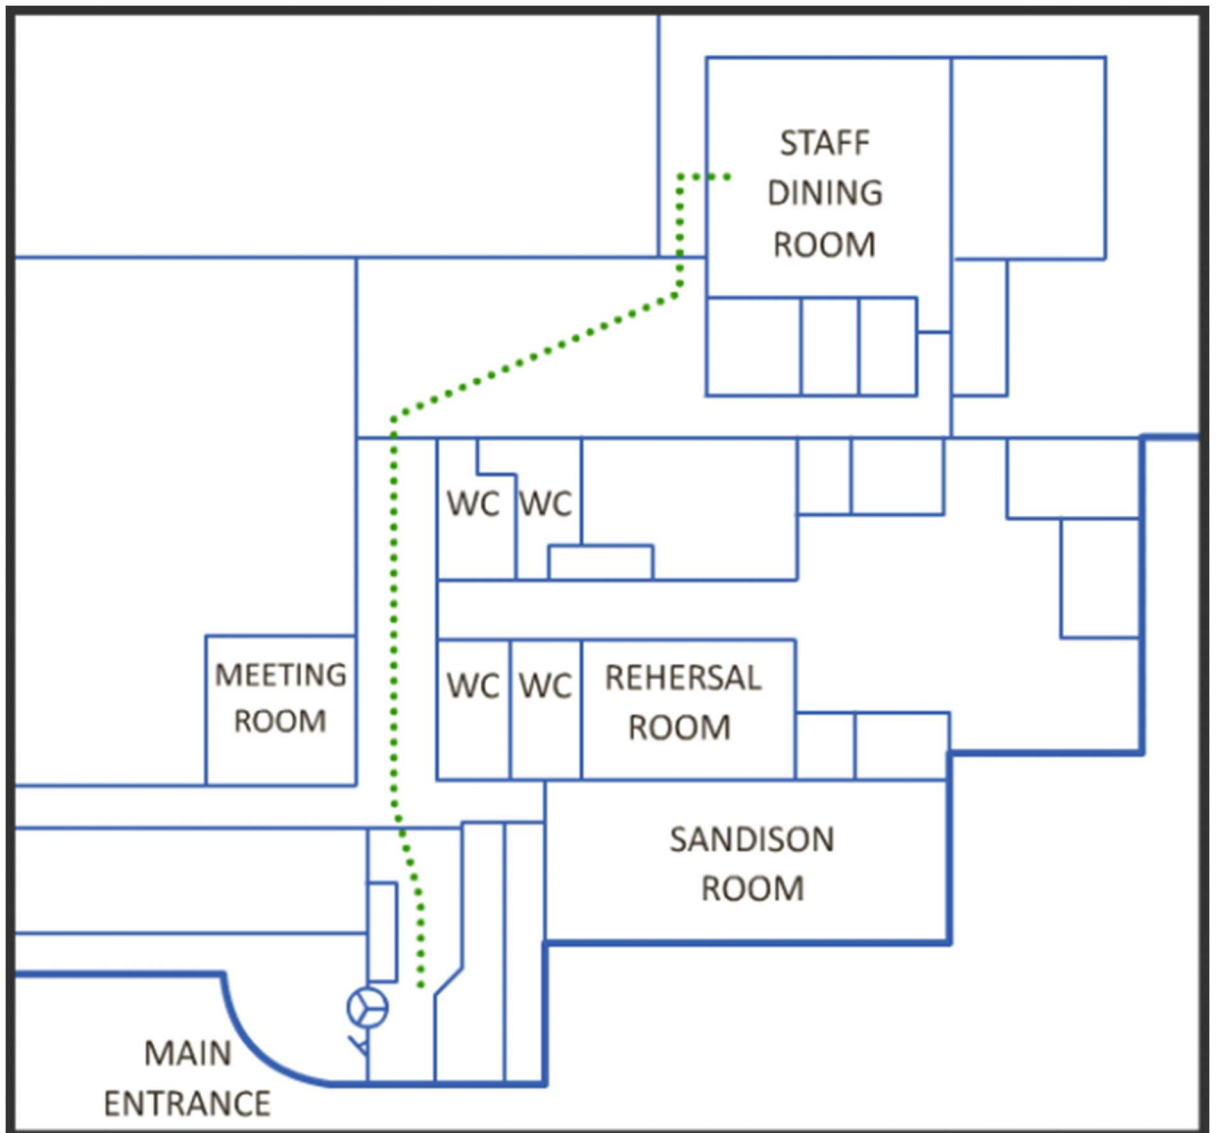 STAFF
DINING
ROOM
WC WC
MEETING
ROOM
WC WC
REHERSAL
ROOM
SANDISON
ROOM
MAIN
ENTRANCE